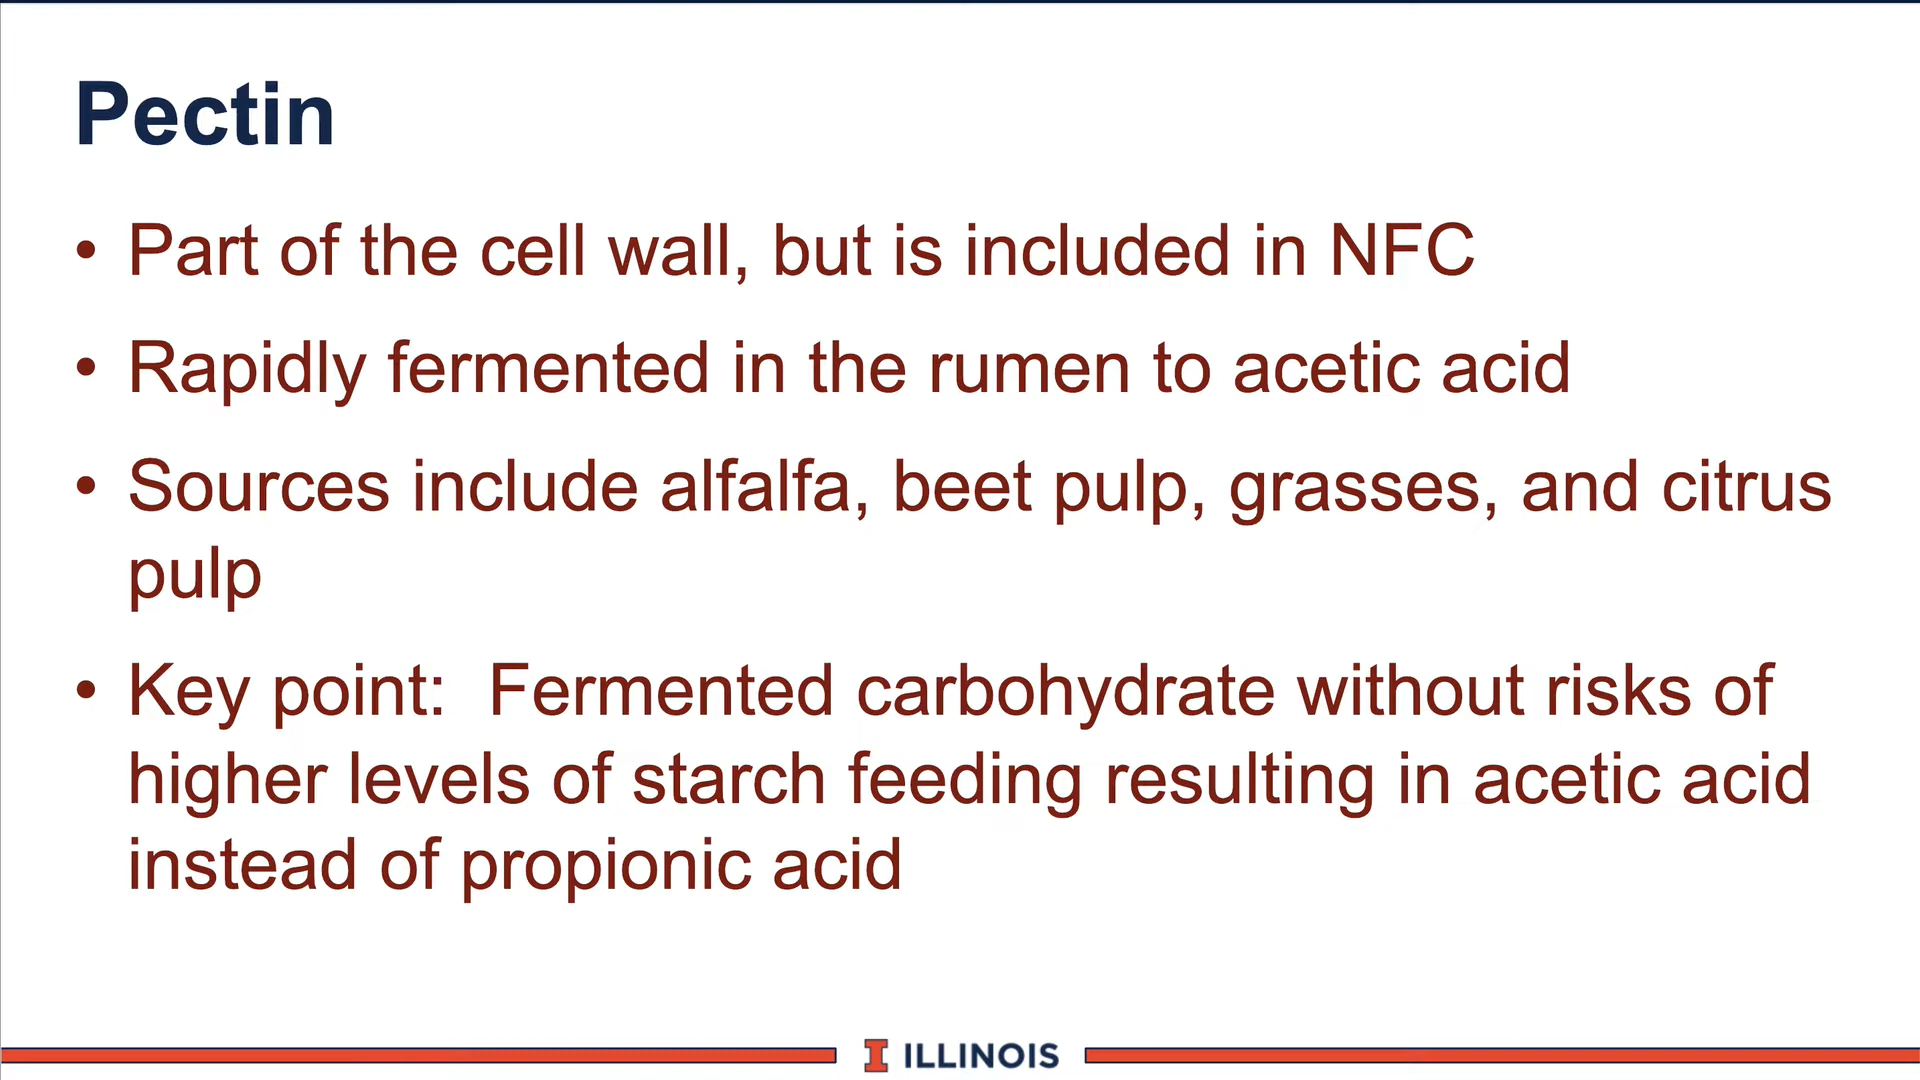 Pectin
• Part of the cell wall, but is included in NFC
• Rapidly fermented in the rumen to acetic acid
• Sources include alfalfa, beet pulp, grasses, and citrus
pulp
• Key point:  Fermented carbohydrate without risks of
higher levels of starch feeding resulting in acetic acid
instead of propionic acid
I ILLINOIS